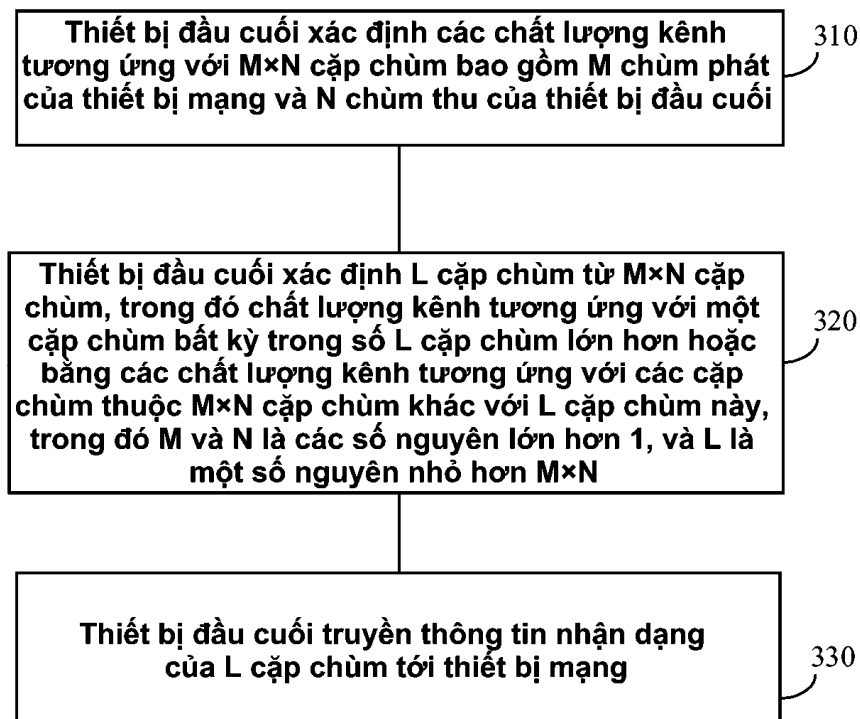 Thiết bị đầu cuối xác định các chất lượng kênh
tương ứng với M×N cặp chùm bao gồm M chùm phát
của thiết bị mạng và N chùm thu của thiết bị đầu cuối
310
Thiết bị đầu cuối xác định L cặp chùm từ M×N cặp
chùm, trong đó chất lượng kênh tương ứng với một
cặp chùm bất kỳ trong số L cặp chùm lớn hơn hoặc
bằng các chất lượng kênh tương ứng với các cặp
chùm thuộc M×N cặp chùm khác với L cặp chùm này,
trong đó M và N là các số nguyên lớn hơn 1, và L là
một số nguyên nhỏ hơn M×N
320
Thiết bị đầu cuối truyền thông tin nhận dạng
của L cặp chùm tới thiết bị mạng
330